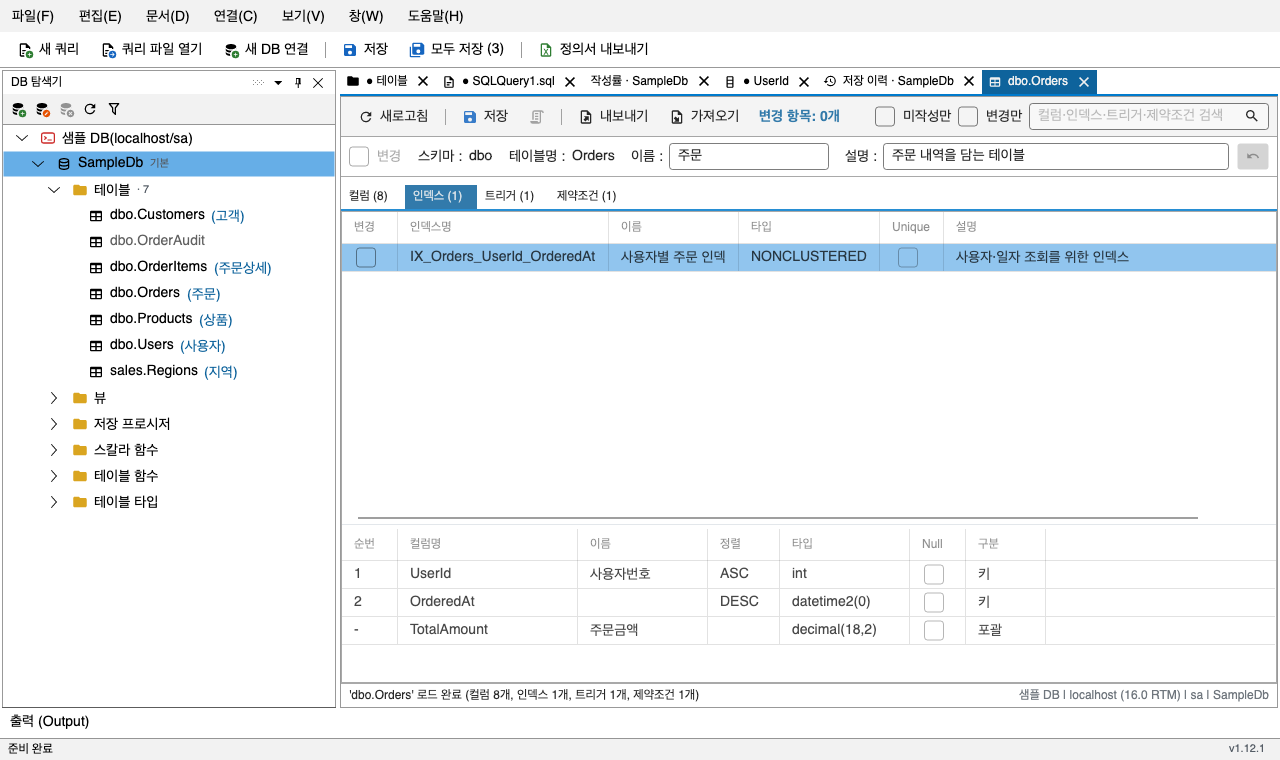 파일(F) 편집(E) 문서(D) 연결(C) 보기(V) 창(W) 도움말(H)
새 쿼리 쿼리 파일 열기 새 DB 연결 저장 모두 저장 (3) 정의서 내보내기
DB 탐색기
샘플 DB(localhost/sa)
SampleDb 기본
테이블 · 7
dbo.Customers (고객)
dbo.OrderAudit
dbo.OrderItems (주문상세)
dbo.Orders (주문)
dbo.Products (상품)
dbo.Users (사용자)
sales.Regions (지역)
뷰
저장 프로시저
스칼라 함수
테이블 함수
테이블 타입
● 테이블 ● SQLQuery1.sql 작성률 · SampleDb ● UserId 저장 이력 · SampleDb dbo.Orders
새로고침 저장 내보내기 가져오기 변경 항목: 0개 미작성만 변경만 컬럼·인덱스·트리거·제약조건 검색
변경 스키마 : dbo 테이블명 : Orders 이름 : 주문 설명 : 주문 내역을 담는 테이블
컬럼 (8) 인덱스 (1) 트리거 (1) 제약조건 (1)
변경 인덱스명 이름 타입 Unique 설명
IX_Orders_UserId_OrderedAt 사용자별 주문 인덱 NONCLUSTERED 사용자·일자 조회를 위한 인덱스
순번 컬럼명 이름 정렬 타입 Null 구분
1 UserId 사용자번호 ASC int 키
2 OrderedAt DESC datetime2(0) 키
- TotalAmount 주문금액 decimal(18,2) 포괄
'dbo.Orders' 로드 완료 (컬럼 8개, 인덱스 1개, 트리거 1개, 제약조건 1개) 샘플 DB | localhost (16.0 RTM) | sa | SampleDb
출력 (Output)
준비 완료 v1.12.1